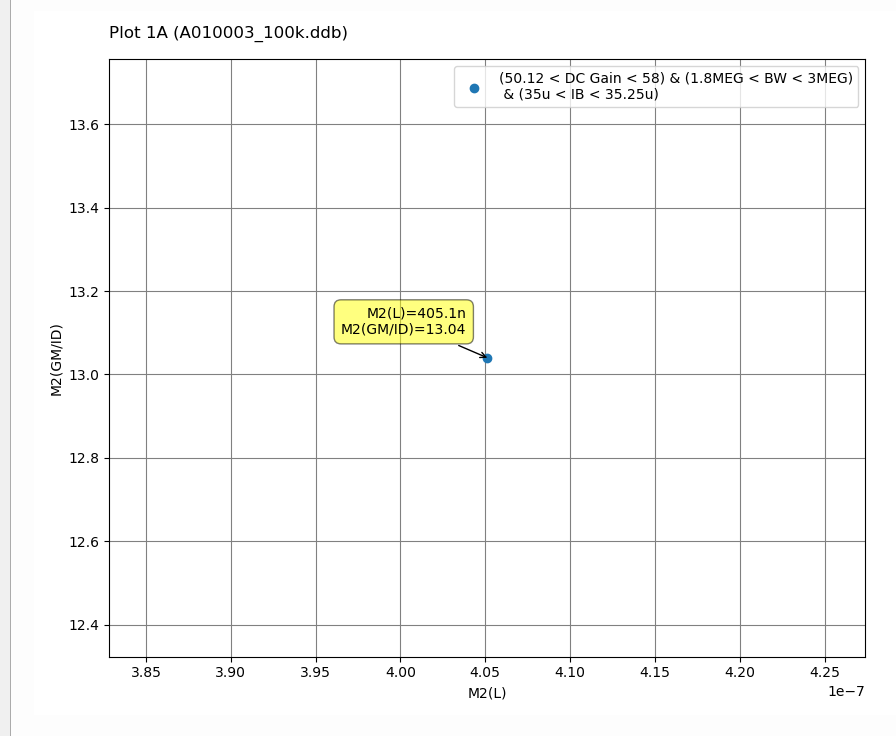 Plot 1A (A010003_100k.ddb)
(50.12 < DC Gain < 58) & (1.8MEG < BW < 3MEG)
& (35u < IB < 35.25u)
13.6
13.4
13.2
13.0
12.8
12.6
12.4
M2(GM/ID)
M2(L)=405.1n
M2(GM/ID)=13.04
3.85 3.90 3.95 4.00 4.05 4.10 4.15 4.20 4.25
1e−7
M2(L)